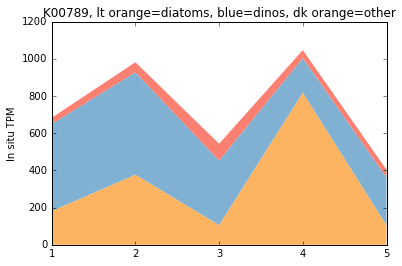 K00789, lt orange=diatoms, blue=dinos, dk orange=other
1200
1000
800
600
400
200
0
In situ TPM
1 2 3 4 5